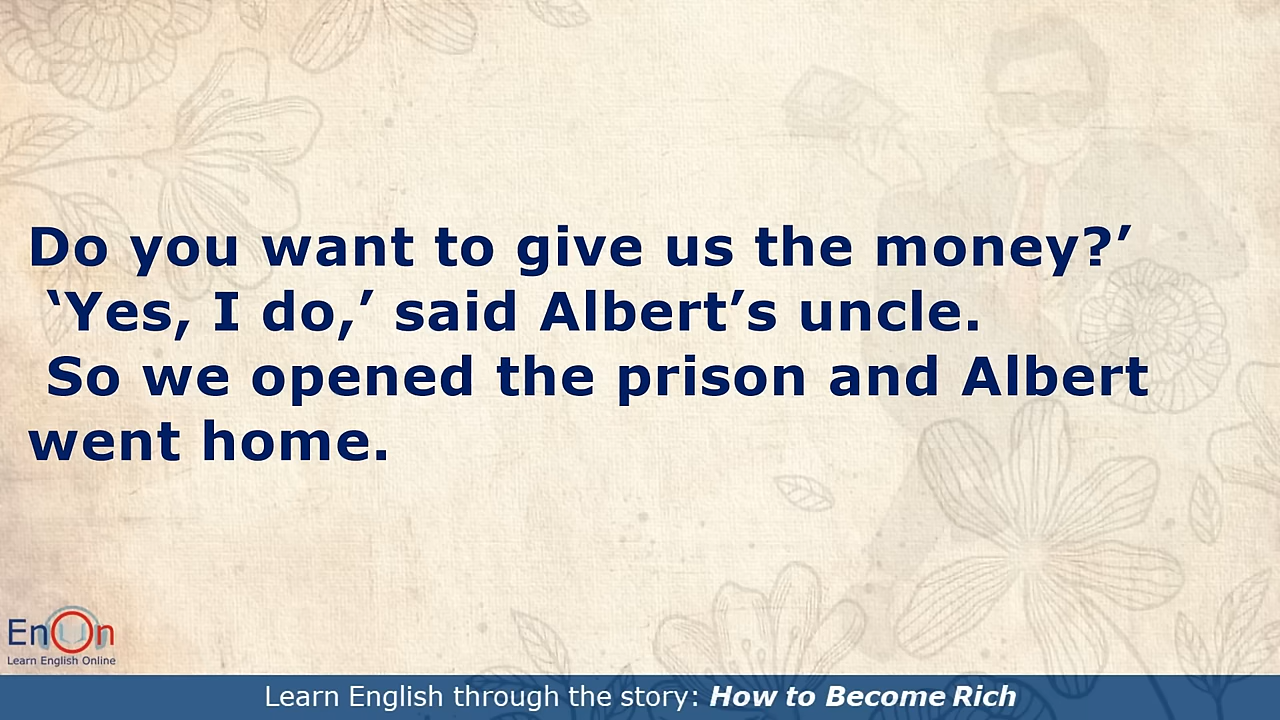 Do you want to give us the money?’
‘Yes, I do,’ said Albert’s uncle.
So we opened the prison and Albert
went home.
EnOn
Learn English Online
Learn English through the story: How to Become Rich